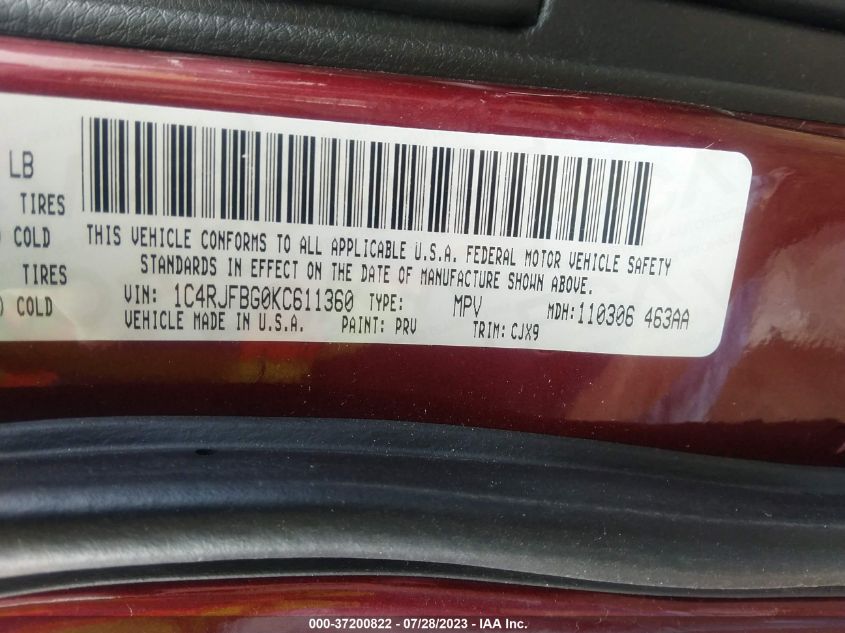 LB
TIRES
COLD
TIRES
COLD
THIS VEHICLE CONFORMS TO ALL APPLICABLE U.S.A. FEDERAL MOTOR VEHICLE SAFETY
STANDARDS IN EFFECT ON THE DATE OF MANUFACTURE SHOWN ABOVE.
VIN: 1C4RJFBG0KC611360 TYPE: MPV MDH:110306 463AA
VEHICLE MADE IN U.S.A. PAINT: PRV TRIM: CJX9
000-37200822 - 07/28/2023 - IAA Inc.